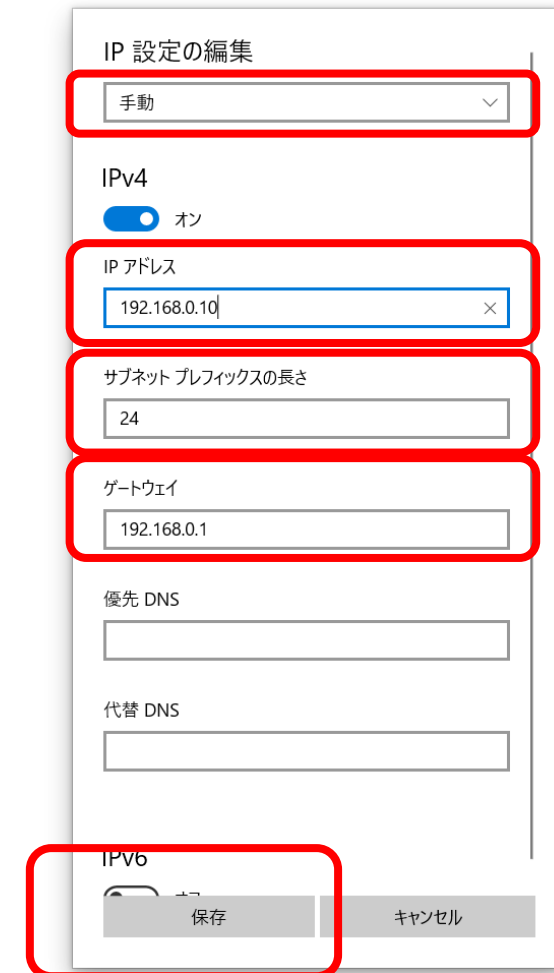 IP 設定の編集
手動
IPv4
オン
IP アドレス
192.168.0.10
サブネット プレフィックスの長さ
24
ゲートウェイ
192.168.0.1
優先 DNS
代替 DNS
IPv6
保存
キャンセル